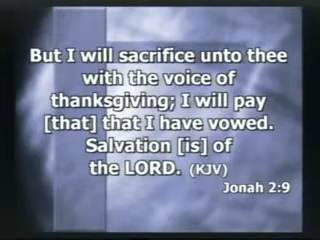 But I will sacrifice unto thee
with the voice of
thanksgiving; I will pay
[that] that I have vowed.
Salvation [is] of
the LORD. (KJV)
Jonah 2:9